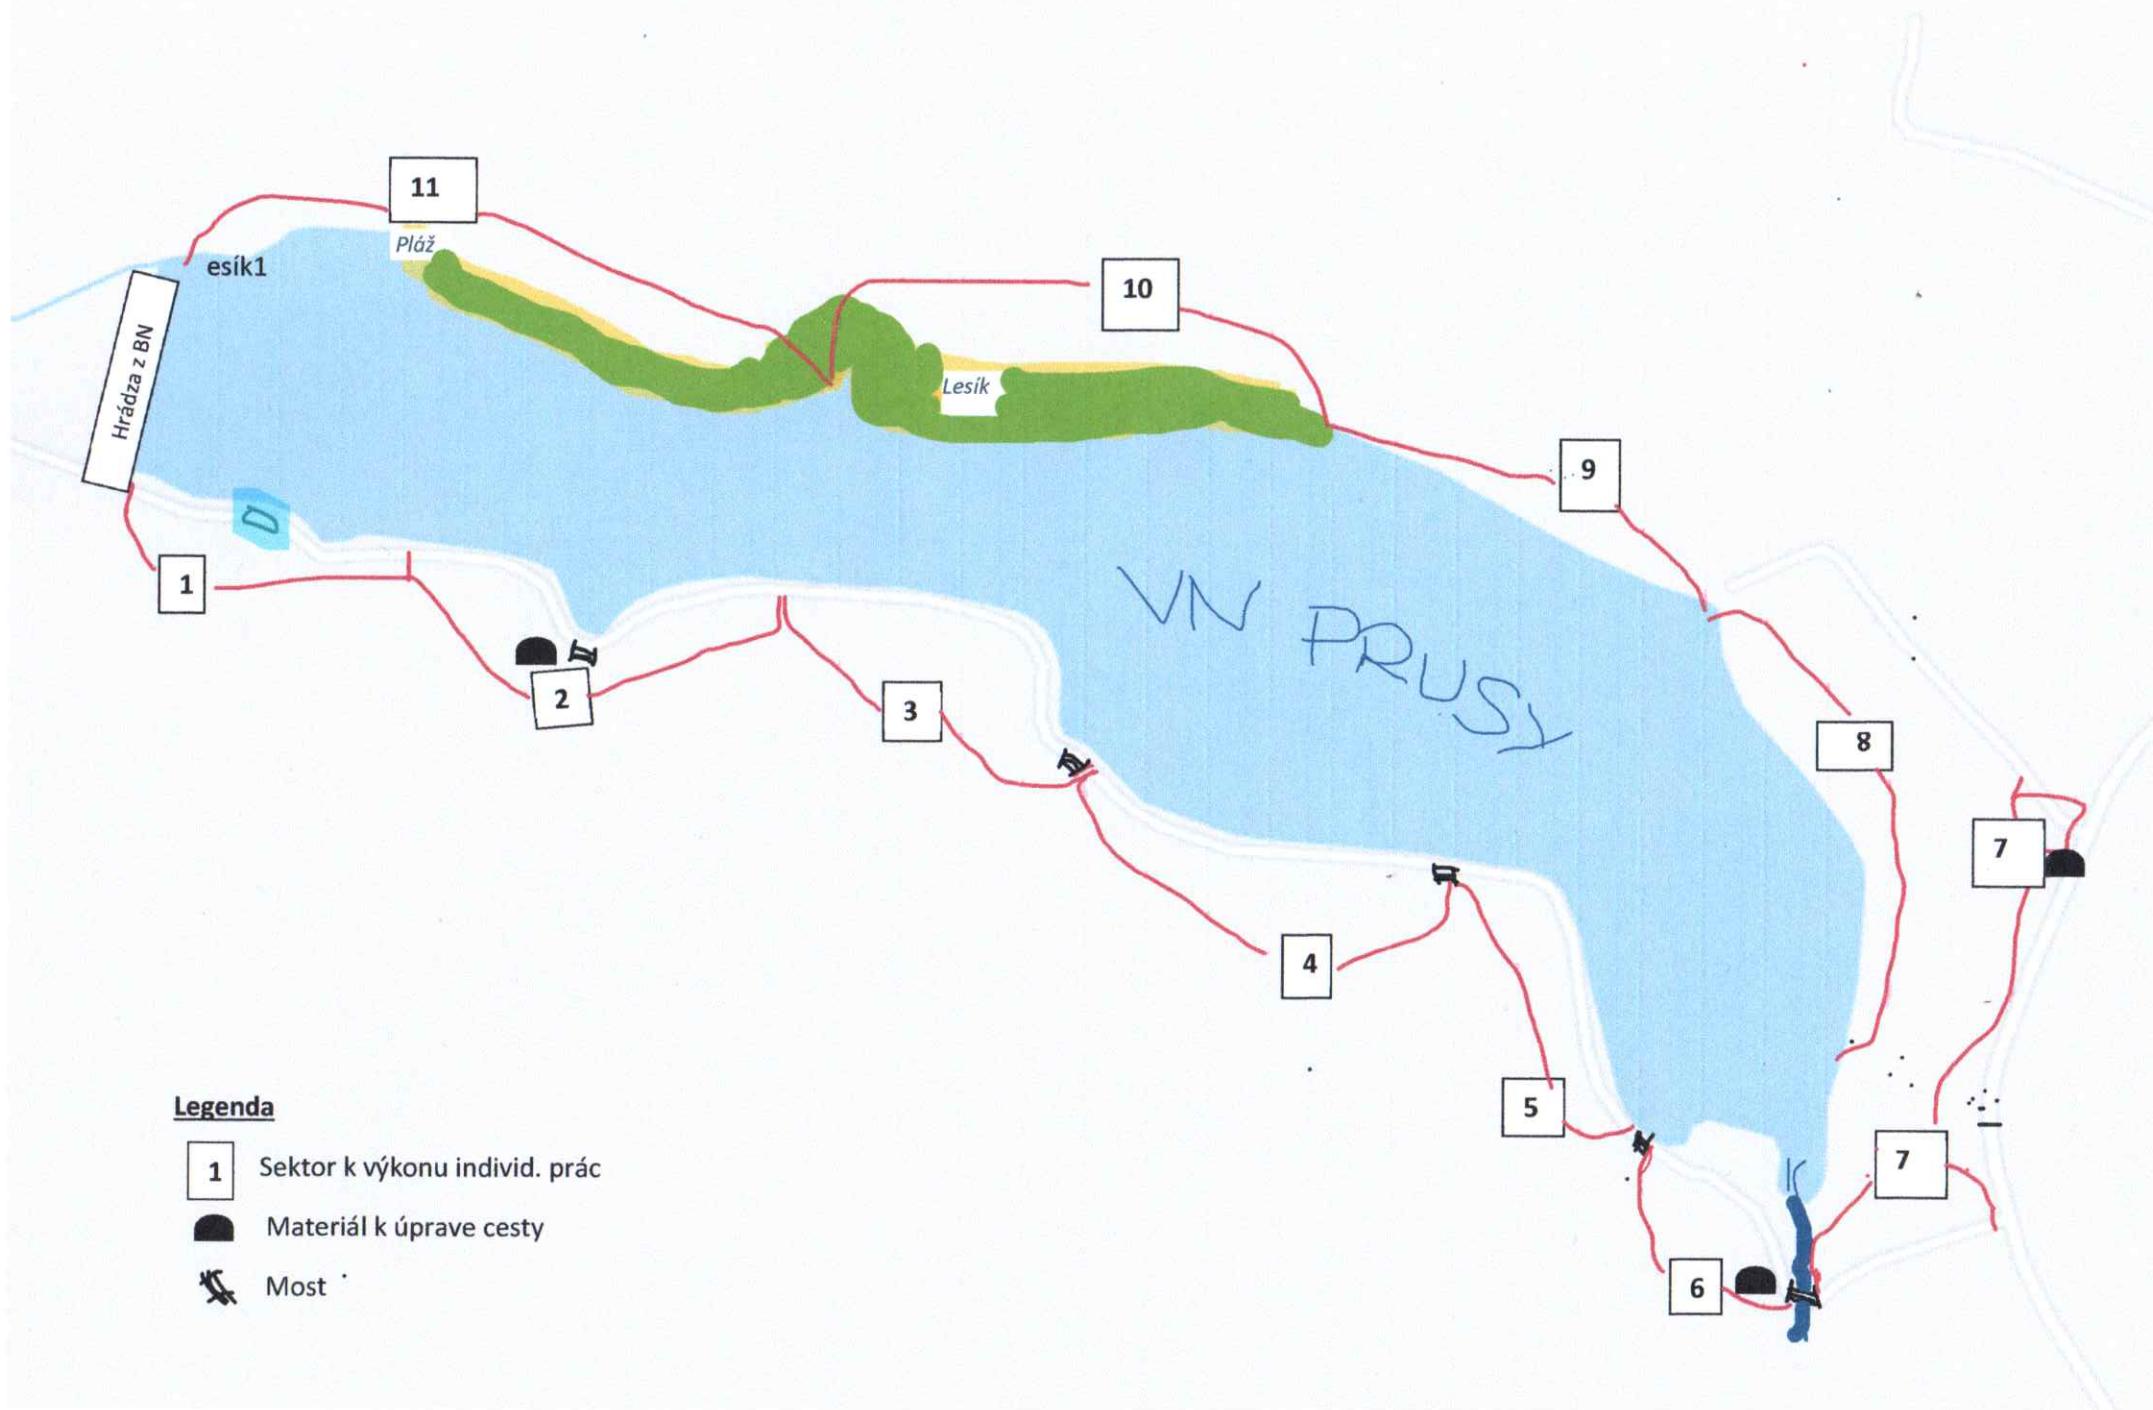 11
Pláž
esík1
10
Hrádza z BN
Lesík
9
1
VN PRUSY
2
3
8
7
4
5
7
6
Legenda
1 Sektor k výkonu individ. prác
Materiál k úprave cesty
Most